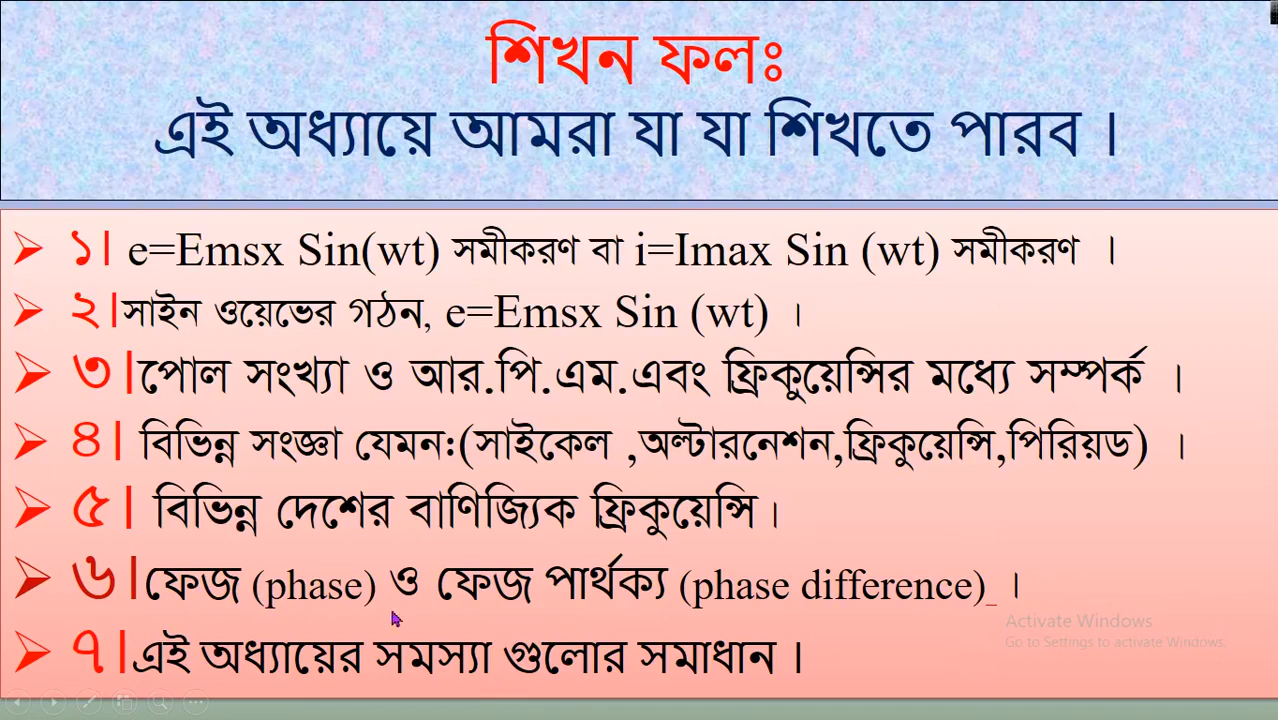 শিখন ফলঃ
এই অধ্যায়ে আমরা যা যা শিখতে পারব ।
➢ ১। e=Emsx Sin(wt) সমীকরণ বা i=Imax Sin (wt) সমীকরণ ।
➢ ২।সাইন ওয়েভের গঠন, e=Emsx Sin (wt) ।
➢ ৩।পোল সংখ্যা ও আর.পি.এম.এবং ফ্রিকুয়েন্সির মধ্যে সম্পর্ক ।
➢ ৪। বিভিন্ন সংজ্ঞা যেমন:(সাইকেল ,অল্টারনেশন,ফ্রিকুয়েন্সি,পিরিয়ড) ।
➢ ৫। বিভিন্ন দেশের বাণিজ্যিক ফ্রিকুয়েন্সি।
➢ ৬।ফেজ (phase) ও ফেজ পার্থক্য (phase difference) ।
➢ ৭।এই অধ্যায়ের সমস্যা গুলোর সমাধান ।
Activate Windows
Go to Settings to activate Windows.